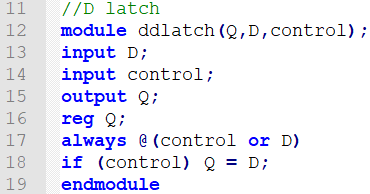 11 //D latch
12 module ddlatch(Q,D,control);
13 input D;
14 input control;
15 output Q;
16 reg Q;
17 always @(control or D)
18 if (control) Q = D;
19 endmodule